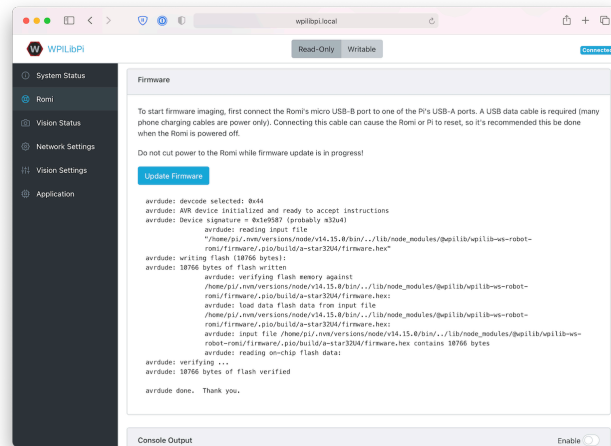 wpilibpi.local
WPILibPi
Read-Only
Writable
Connected
System Status
Romi
Vision Status
Network Settings
Vision Settings
Application
Firmware
To start firmware imaging, first connect the Romi's micro USB-B port to one of the Pi's USB-A ports. A USB data cable is required (many
phone charging cables are power only). Connecting this cable can cause the Romi or Pi to reset, so it's recommended this be done
when the Romi is powered off.
Do not cut power to the Romi while firmware update is in progress!
Update Firmware
avrdude: devcode selected: 0x44
avrdude: AVR device initialized and ready to accept instructions
avrdude: Device signature = 0x1e9587 (probably m32u4)
avrdude: reading input file
"/home/pi/.nvm/versions/node/v14.15.0/bin/../lib/node_modules/@wpilib/wpilib-ws-robot-
romi/firmware/.pio/build/a-star32U4/firmware.hex"
avrdude: writing flash (10766 bytes):
avrdude: 10766 bytes of flash written
avrdude: verifying flash memory against
/home/pi/.nvm/versions/node/v14.15.0/bin/../lib/node_modules/@wpilib/wpilib-ws-robot-
romi/firmware/.pio/build/a-star32U4/firmware.hex:
avrdude: load data flash data from input file
/home/pi/.nvm/versions/node/v14.15.0/bin/../lib/node_modules/@wpilib/wpilib-ws-robot-
romi/firmware/.pio/build/a-star32U4/firmware.hex:
avrdude: input file /home/pi/.nvm/versions/node/v14.15.0/bin/../lib/node_modules/@wpilib/wpilib-ws-
robot-romi/firmware/.pio/build/a-star32U4/firmware.hex contains 10766 bytes
avrdude: reading on-chip flash data:
avrdude: verifying ...
avrdude: 10766 bytes of flash verified
avrdude done.  Thank you.
Console Output
Enable